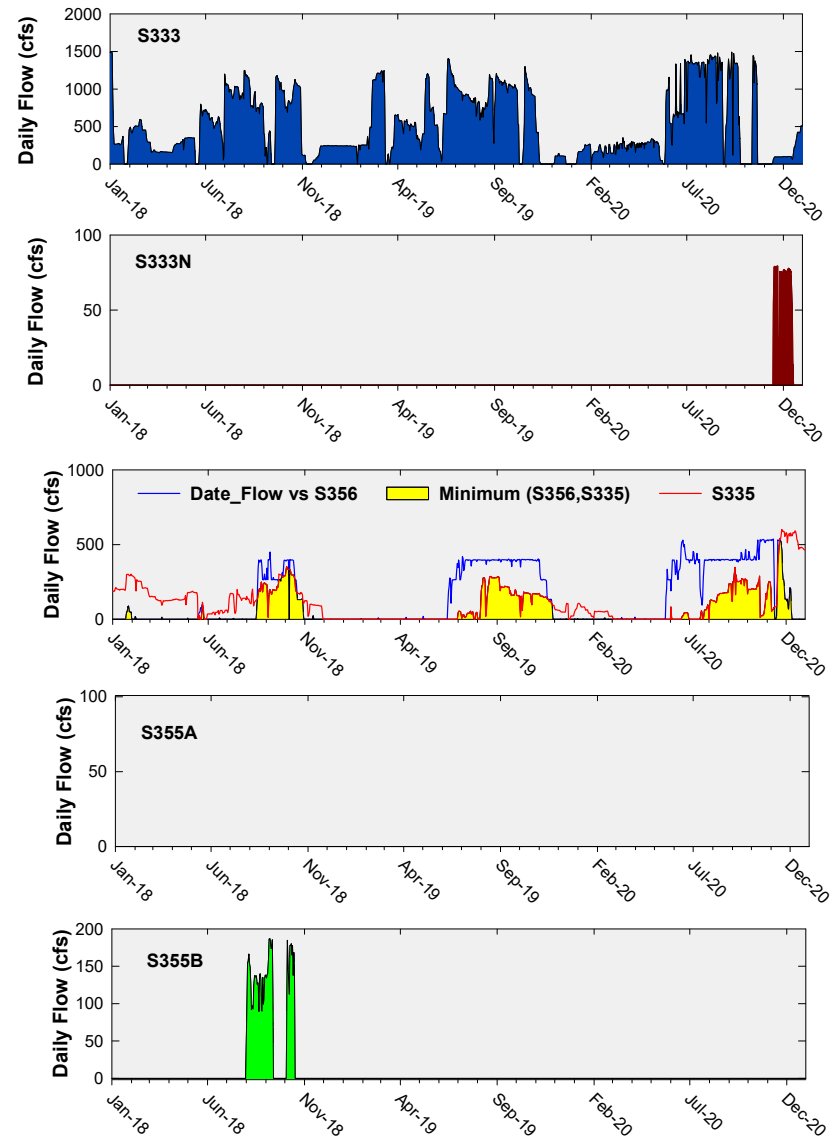 S333
Daily Flow (cfs)
2000
1500
1000
500
0
Jan-18
Jun-18
Nov-18
Apr-19
Sep-19
Feb-20
Jul-20
Dec-20
S333N
Daily Flow (cfs)
100
50
0
Jan-18
Jun-18
Nov-18
Apr-19
Sep-19
Feb-20
Jul-20
Dec-20
Date_Flow vs S356 Minimum (S356,S335) S335
Daily Flow (cfs)
1000
500
0
Jan-18
Jun-18
Nov-18
Apr-19
Sep-19
Feb-20
Jul-20
Dec-20
S355A
Daily Flow (cfs)
100
50
0
Jan-18
Jun-18
Nov-18
Apr-19
Sep-19
Feb-20
Jul-20
Dec-20
S355B
Daily Flow (cfs)
200
150
100
50
0
Jan-18
Jun-18
Nov-18
Apr-19
Sep-19
Feb-20
Jul-20
Dec-20